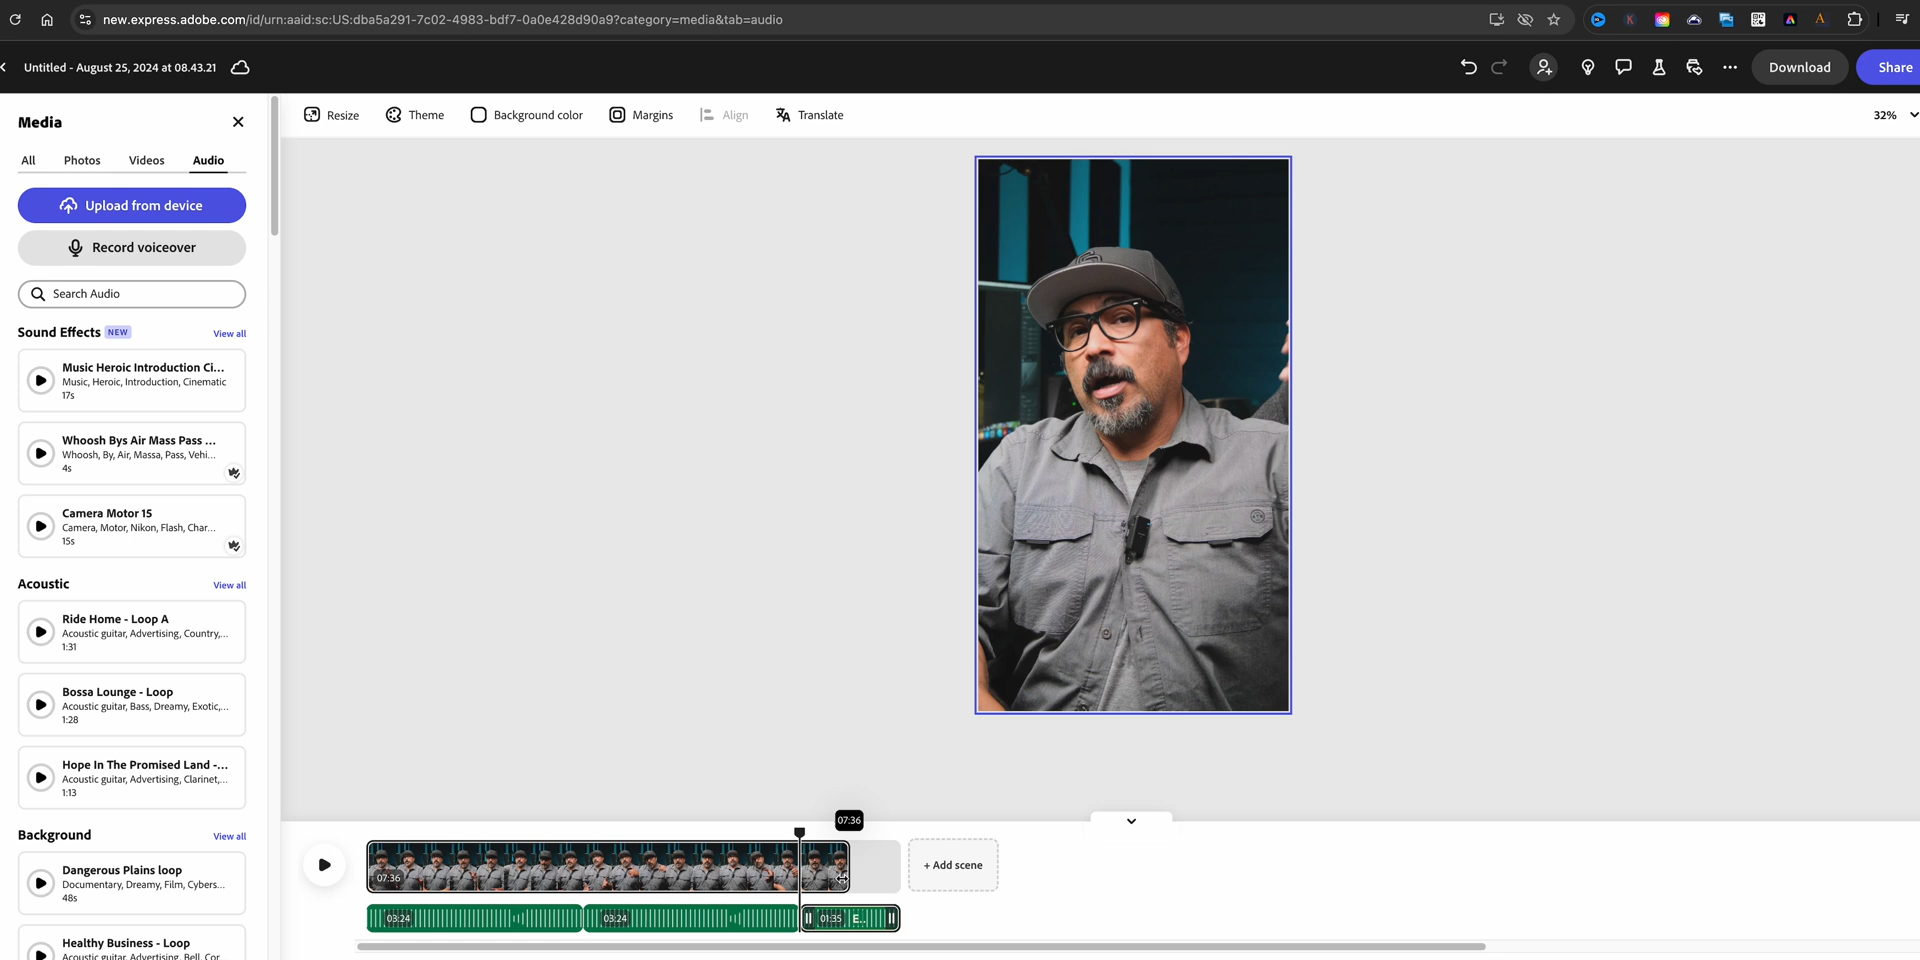 new.express.adobe.com/id/urn:aaid:sc:US:dba5a291-7c02-4983-bdf7-0a0e428d90a9?category=media&tab=audio
Untitled - August 25, 2024 at 08.43.21
Download
Share
Media
All
Photos
Videos
Audio
Upload from device
Record voiceover
Search Audio
Sound Effects NEW View all
Music Heroic Introduction Ci...
Music, Heroic, Introduction, Cinematic
17s
Whoosh Bys Air Mass Pass ...
Whoosh, By, Air, Massa, Pass, Vehi...
4s
Camera Motor 15
Camera, Motor, Nikon, Flash, Char...
15s
Acoustic View all
Ride Home - Loop A
Acoustic guitar, Advertising, Country,...
1:31
Bossa Lounge - Loop
Acoustic guitar, Bass, Dreamy, Exotic,...
1:28
Hope In The Promised Land -...
Acoustic guitar, Advertising, Clarinet,...
1:13
Background View all
Dangerous Plains loop
Documentary, Dreamy, Film, Cybers...
48s
Healthy Business - Loop
Acoustic guitar, Advertising, Bell, Cor...
Resize
Theme
Background color
Margins
Align
Translate
32%
07:36
07:36
+ Add scene
03:24
03:24
01:35
E..